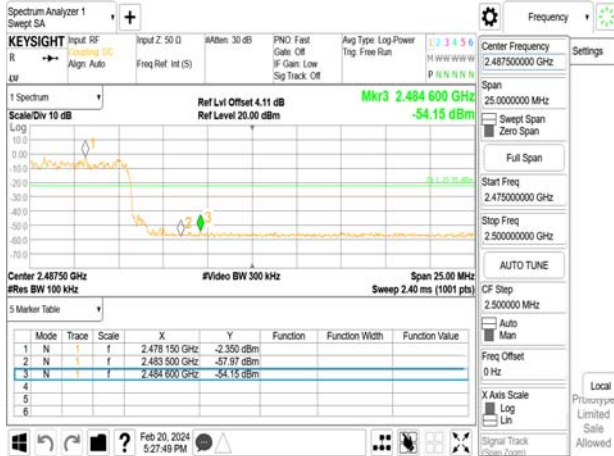 Spectrum Analyzer 1
Swept SA
+
Frequency
KEYSIGHT
R
Input: RF
Coupling: DC
Align: Auto
Input Z: 50 Ω
Freq Ref: Int (S)
#Atten: 30 dB
PNO: Fast
Gate: Off
IF Gain: Low
Sig Track: Off
Avg Type: Log-Power
Trig: Free Run
1 2 3 4 5 6
M W W W W W
P N N N N N
1 Spectrum
Scale/Div 10 dB
Log
Ref Lvl Offset 4.11 dB
Ref Level 20.00 dBm
Mkr3 2.484 600 GHz
-54.15 dBm
10.0
0.00
-10.0
-20.0
-30.0
-40.0
-50.0
-60.0
-70.0
1
2
3
Center 2.48750 GHz
#Res BW 100 kHz
#Video BW 300 kHz
Span 25.00 MHz
Sweep 2.40 ms (1001 pts)
5 Marker Table
Mode Trace Scale X Y Function Function Width Function Value
1 N 1 f 2.478 150 GHz -2.350 dBm
2 N 1 f 2.483 500 GHz -57.97 dBm
3 N 1 f 2.484 600 GHz -54.15 dBm
4
5
6
Feb 20, 2024
5:27:49 PM
?
Center Frequency
2.487500000 GHz
Settings
Span
25.0000000 MHz
Swept Span
Zero Span
Full Span
Start Freq
2.475000000 GHz
Stop Freq
2.500000000 GHz
AUTO TUNE
CF Step
2.500000 MHz
Auto
Man
Freq Offset
0 Hz
X Axis Scale
Log
Lin
Signal Track
(Span Zoom)
Local
Prototype
Limited
Sale
Allowed